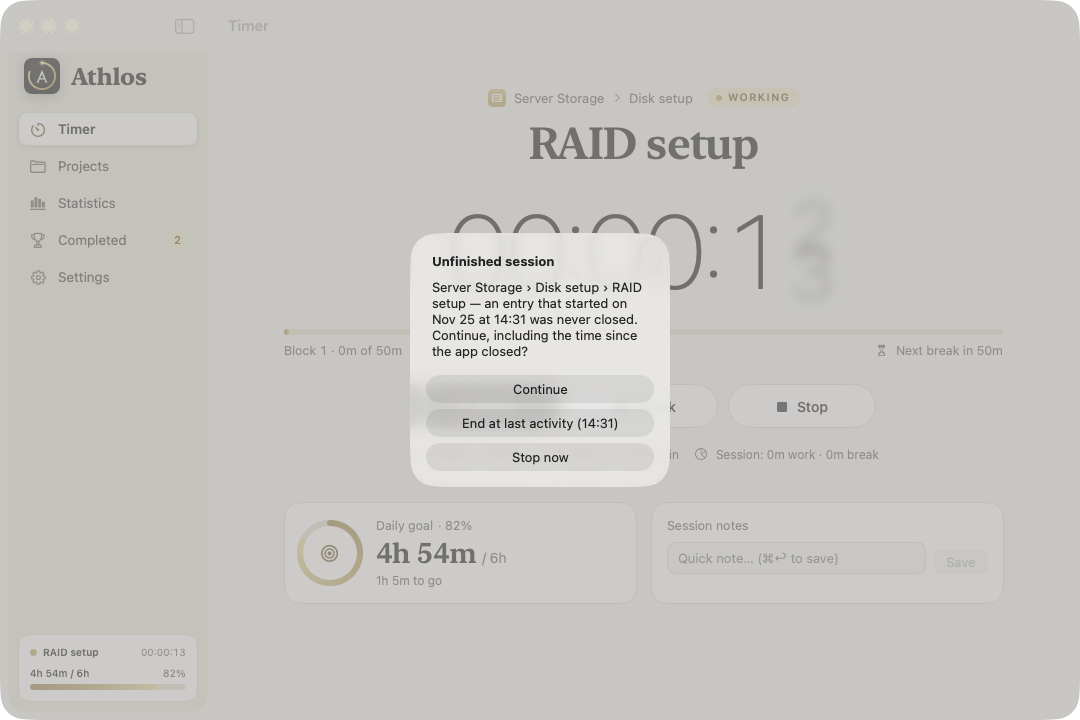 Timer
Athlos
Timer
Projects
Statistics
Completed 2
Settings
RAID setup 00:00:13
4h 54m / 6h 82%
Server Storage > Disk setup WORKING
RAID setup
00:00:1
Unfinished session
Server Storage › Disk setup › RAID
setup — an entry that started on
Nov 25 at 14:31 was never closed.
Continue, including the time since
the app closed?
Continue
End at last activity (14:31)
Stop now
Block 1 · 0m of 50m
Next break in 50m
Stop
Session: 0m work · 0m break
Daily goal · 82%
4h 54m / 6h
1h 5m to go
Session notes
Quick note… (⌘↩ to save)
Save